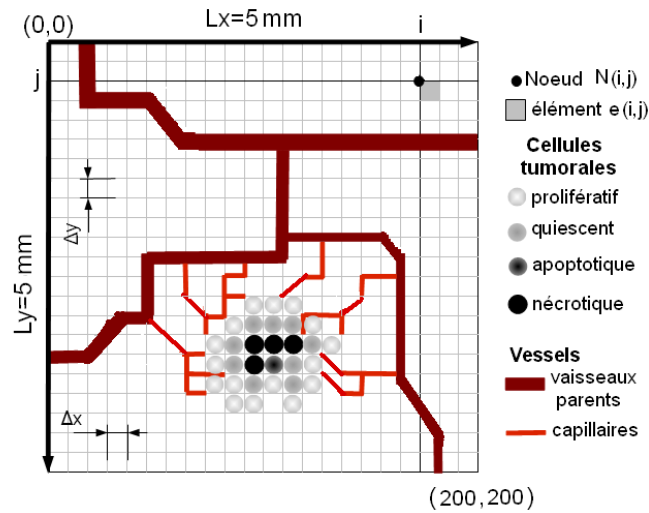 (0,0)
Lx=5 mm
i
j
Δy
Ly=5 mm
Δx
(200,200)
Noeud N(i,j)
élément e(i,j)
Cellules
tumorales
prolifératif
quiescent
apoptotique
nécrotique
Vessels
vaisseaux
parents
capillaires